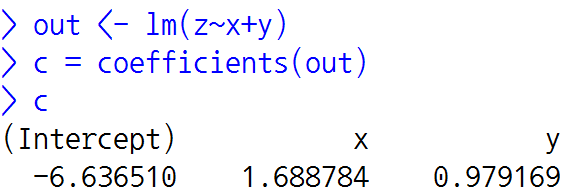 > out <- lm(z~x+y)
> c = coefficients(out)
> c
(Intercept)           x           y
  -6.636510    1.688784    0.979169